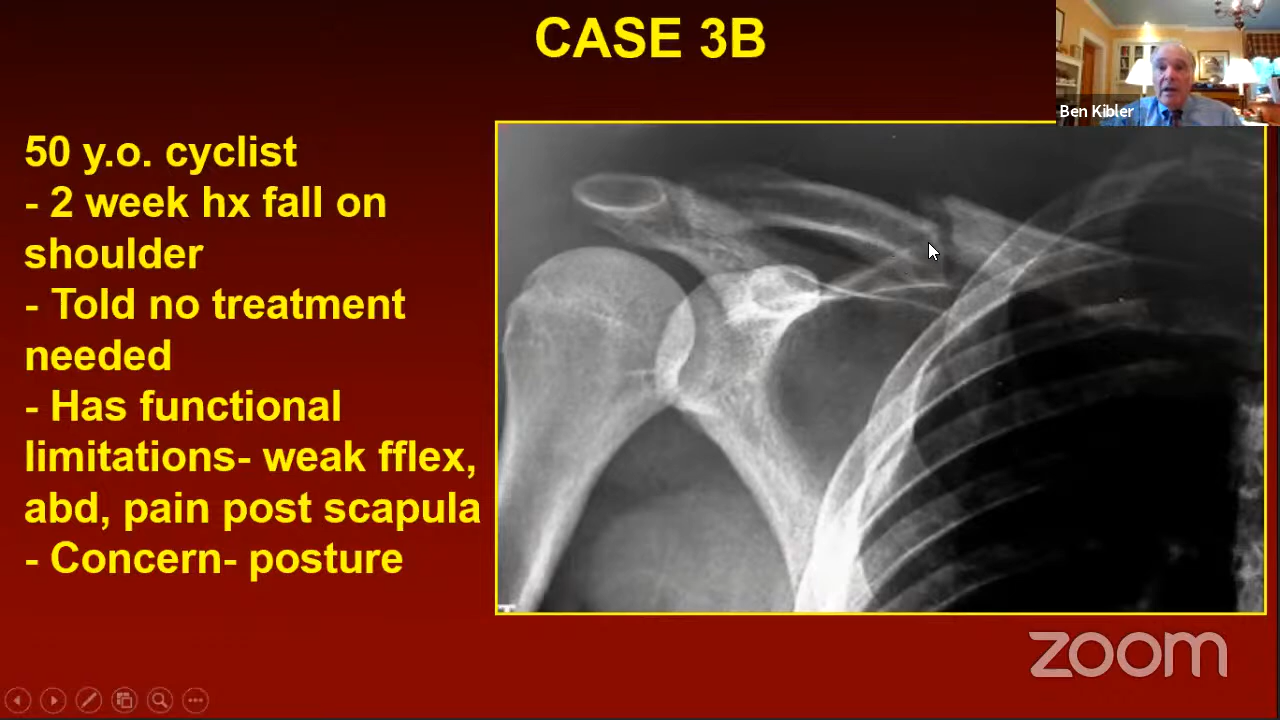 CASE 3B
Ben Kibler
50 y.o. cyclist
- 2 week hx fall on
shoulder
- Told no treatment
needed
- Has functional
limitations- weak fflex,
abd, pain post scapula
- Concern- posture
zoom